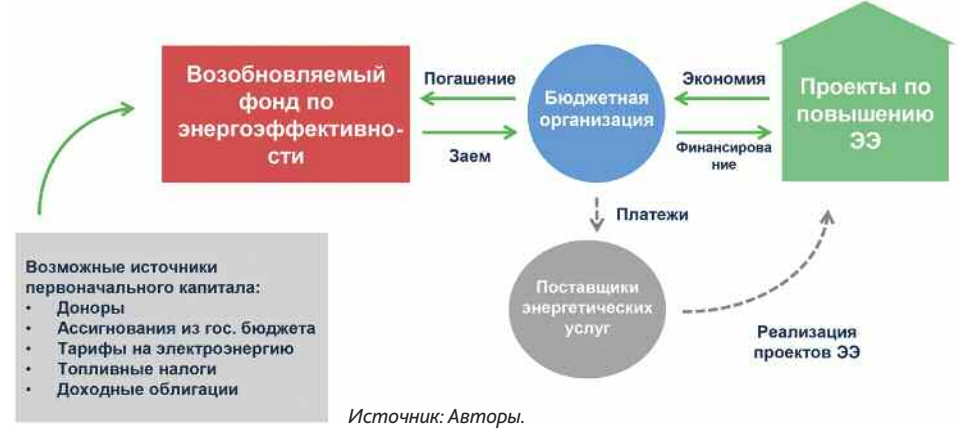 Возобновляемый
фонд по
энергоэффективно-
сти
Погашение
Заем
Бюджетная
организация
Экономия
Финансирова
ние
Проекты по
повышению
ЭЭ
Платежи
Возможные источники
первоначального капитала:
• Доноры
• Ассигнования из гос. бюджета
• Тарифы на электроэнергию
• Топливные налоги
• Доходные облигации
Поставщики
энергетических
услуг
Реализация
проектов ЭЭ
Источник: Авторы.